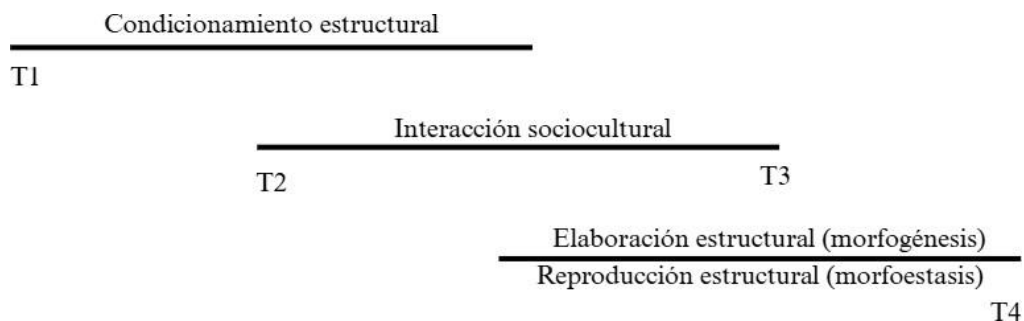 Condicionamiento estructural
T1
Interacción sociocultural
T2
T3
Elaboración estructural (morfogénesis)
Reproducción estructural (morfoestasis)
T4